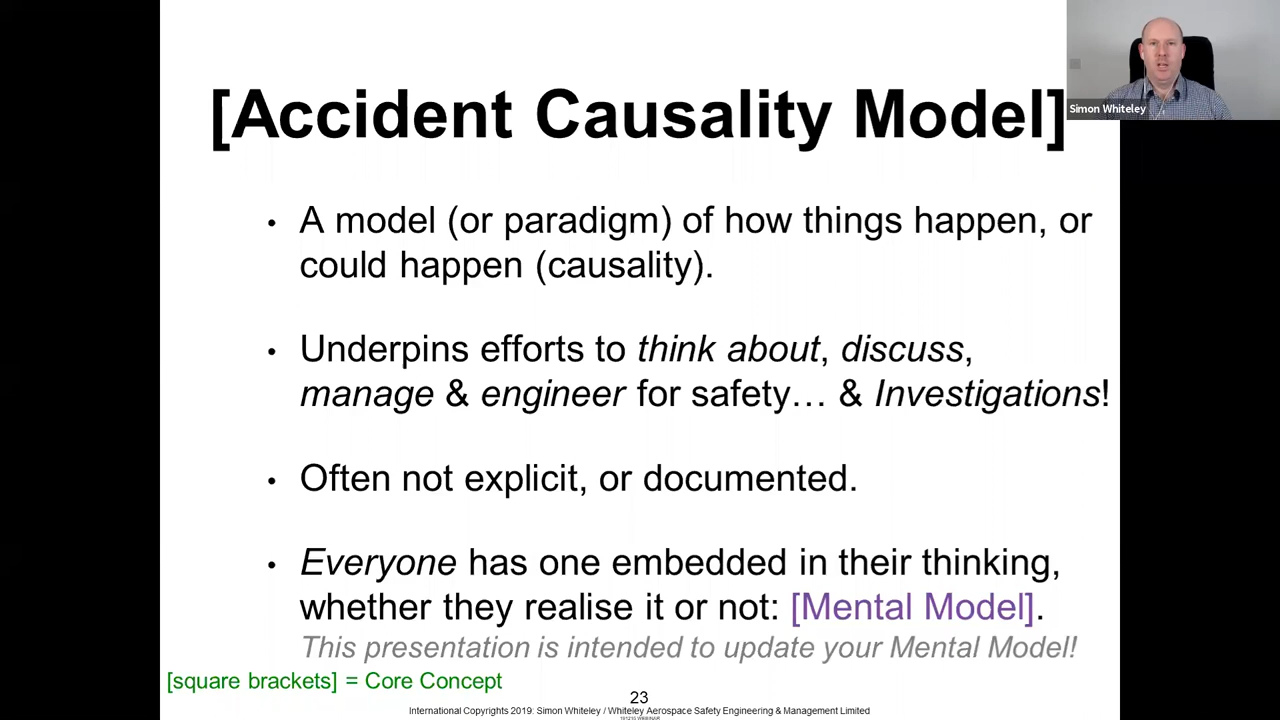 [Accident Causality Model]
Simon Whiteley
• A model (or paradigm) of how things happen, or
could happen (causality).
• Underpins efforts to think about, discuss,
manage & engineer for safety… & Investigations!
• Often not explicit, or documented.
• Everyone has one embedded in their thinking,
whether they realise it or not: [Mental Model].
This presentation is intended to update your Mental Model!
[square brackets] = Core Concept
23
International Copyrights 2019: Simon Whiteley / Whiteley Aerospace Safety Engineering & Management Limited
191216 WEBINAR